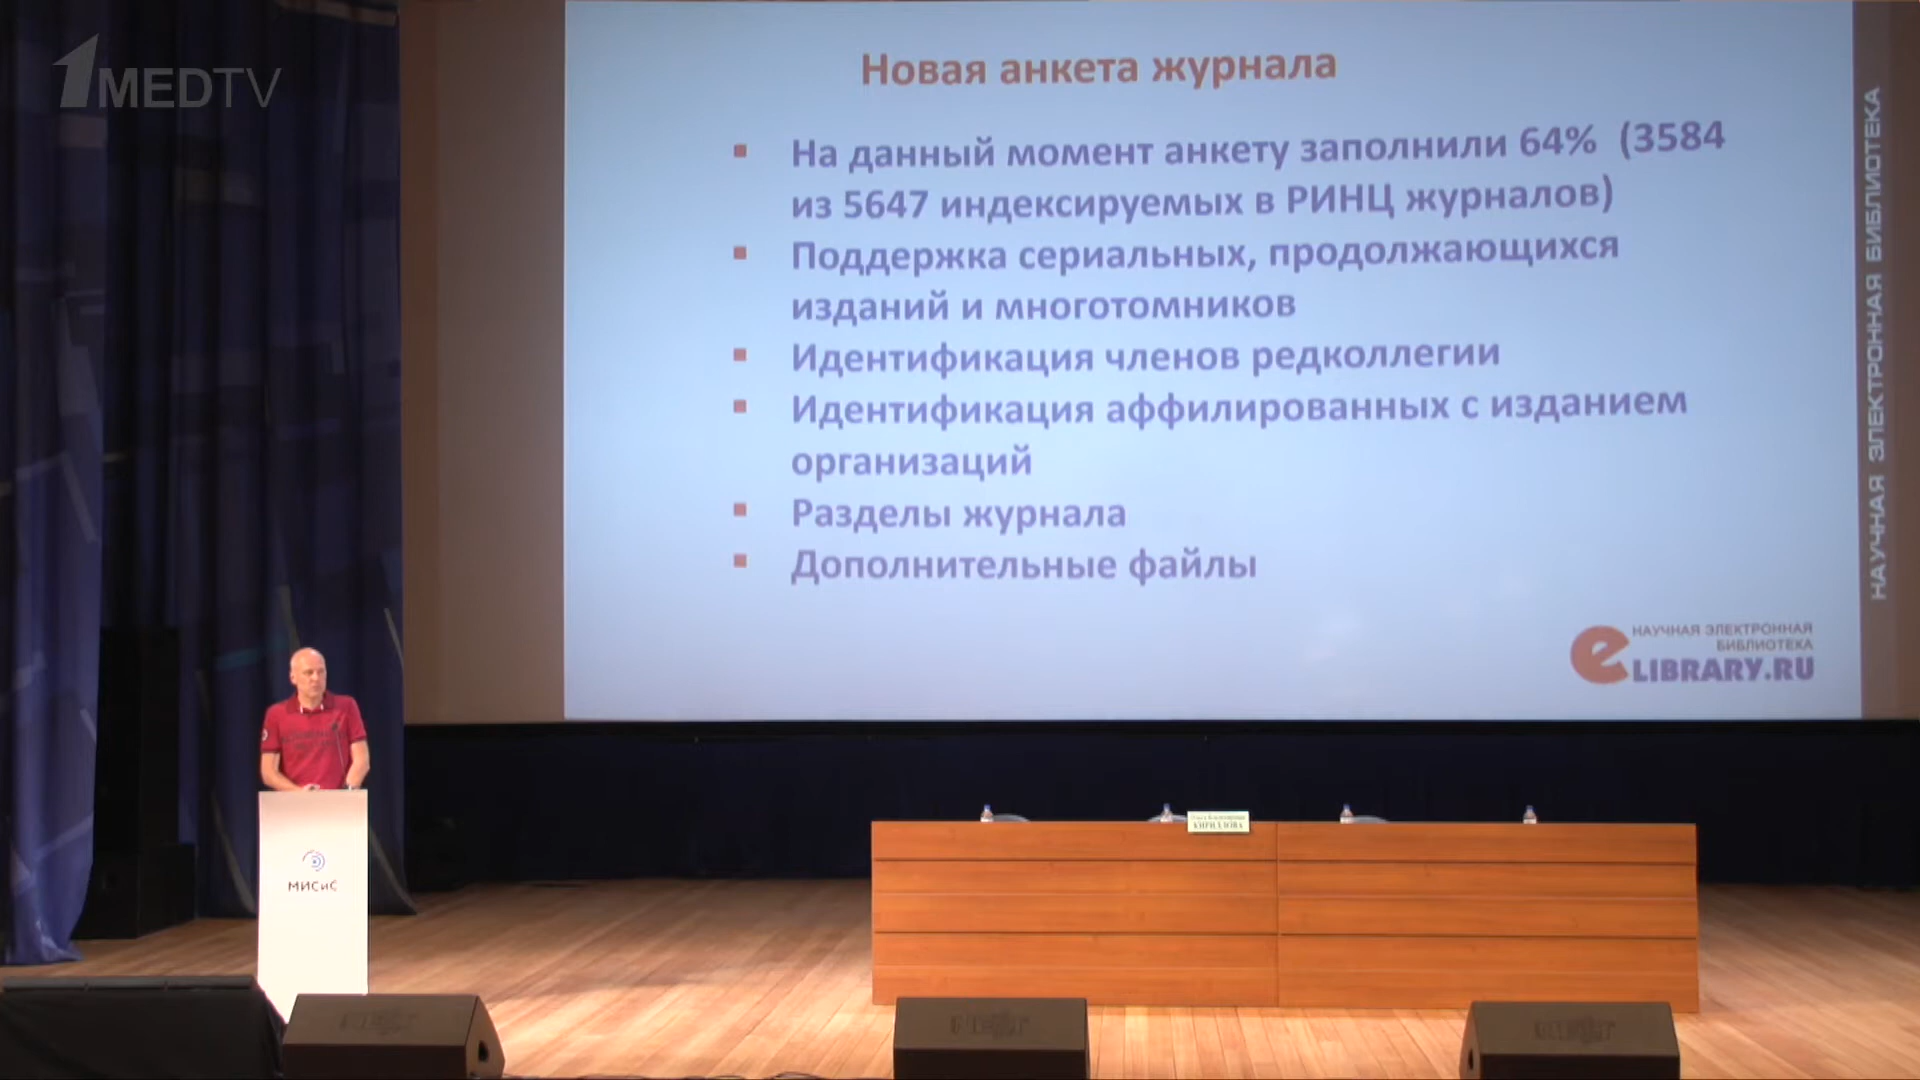 1MEDTV
Новая анкета журнала
На данный момент анкету заполнили 64% (3584
из 5647 индексируемых в РИНЦ журналов)
Поддержка сериальных, продолжающихся
изданий и многотомников
Идентификация членов редколлегии
Идентификация аффилированных с изданием
организаций
Разделы журнала
Дополнительные файлы
НАУЧНАЯ ЭЛЕКТРОННАЯ
БИБЛИОТЕКА
eLIBRARY.RU
НАУЧНАЯ ЭЛЕКТРОННАЯ БИБЛИОТЕКА
КИРИЛЛОВА
МИСиС